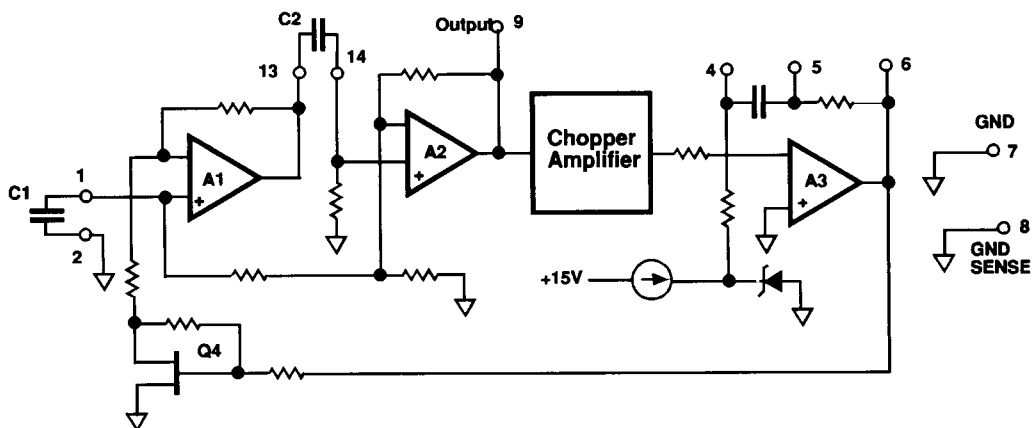 C2
Output
9
13
14
4
5
6
A1
+
A2
+
Chopper
Amplifier
A3
+
GND
7
C1
1
2
8
GND
SENSE
+15V
Q4